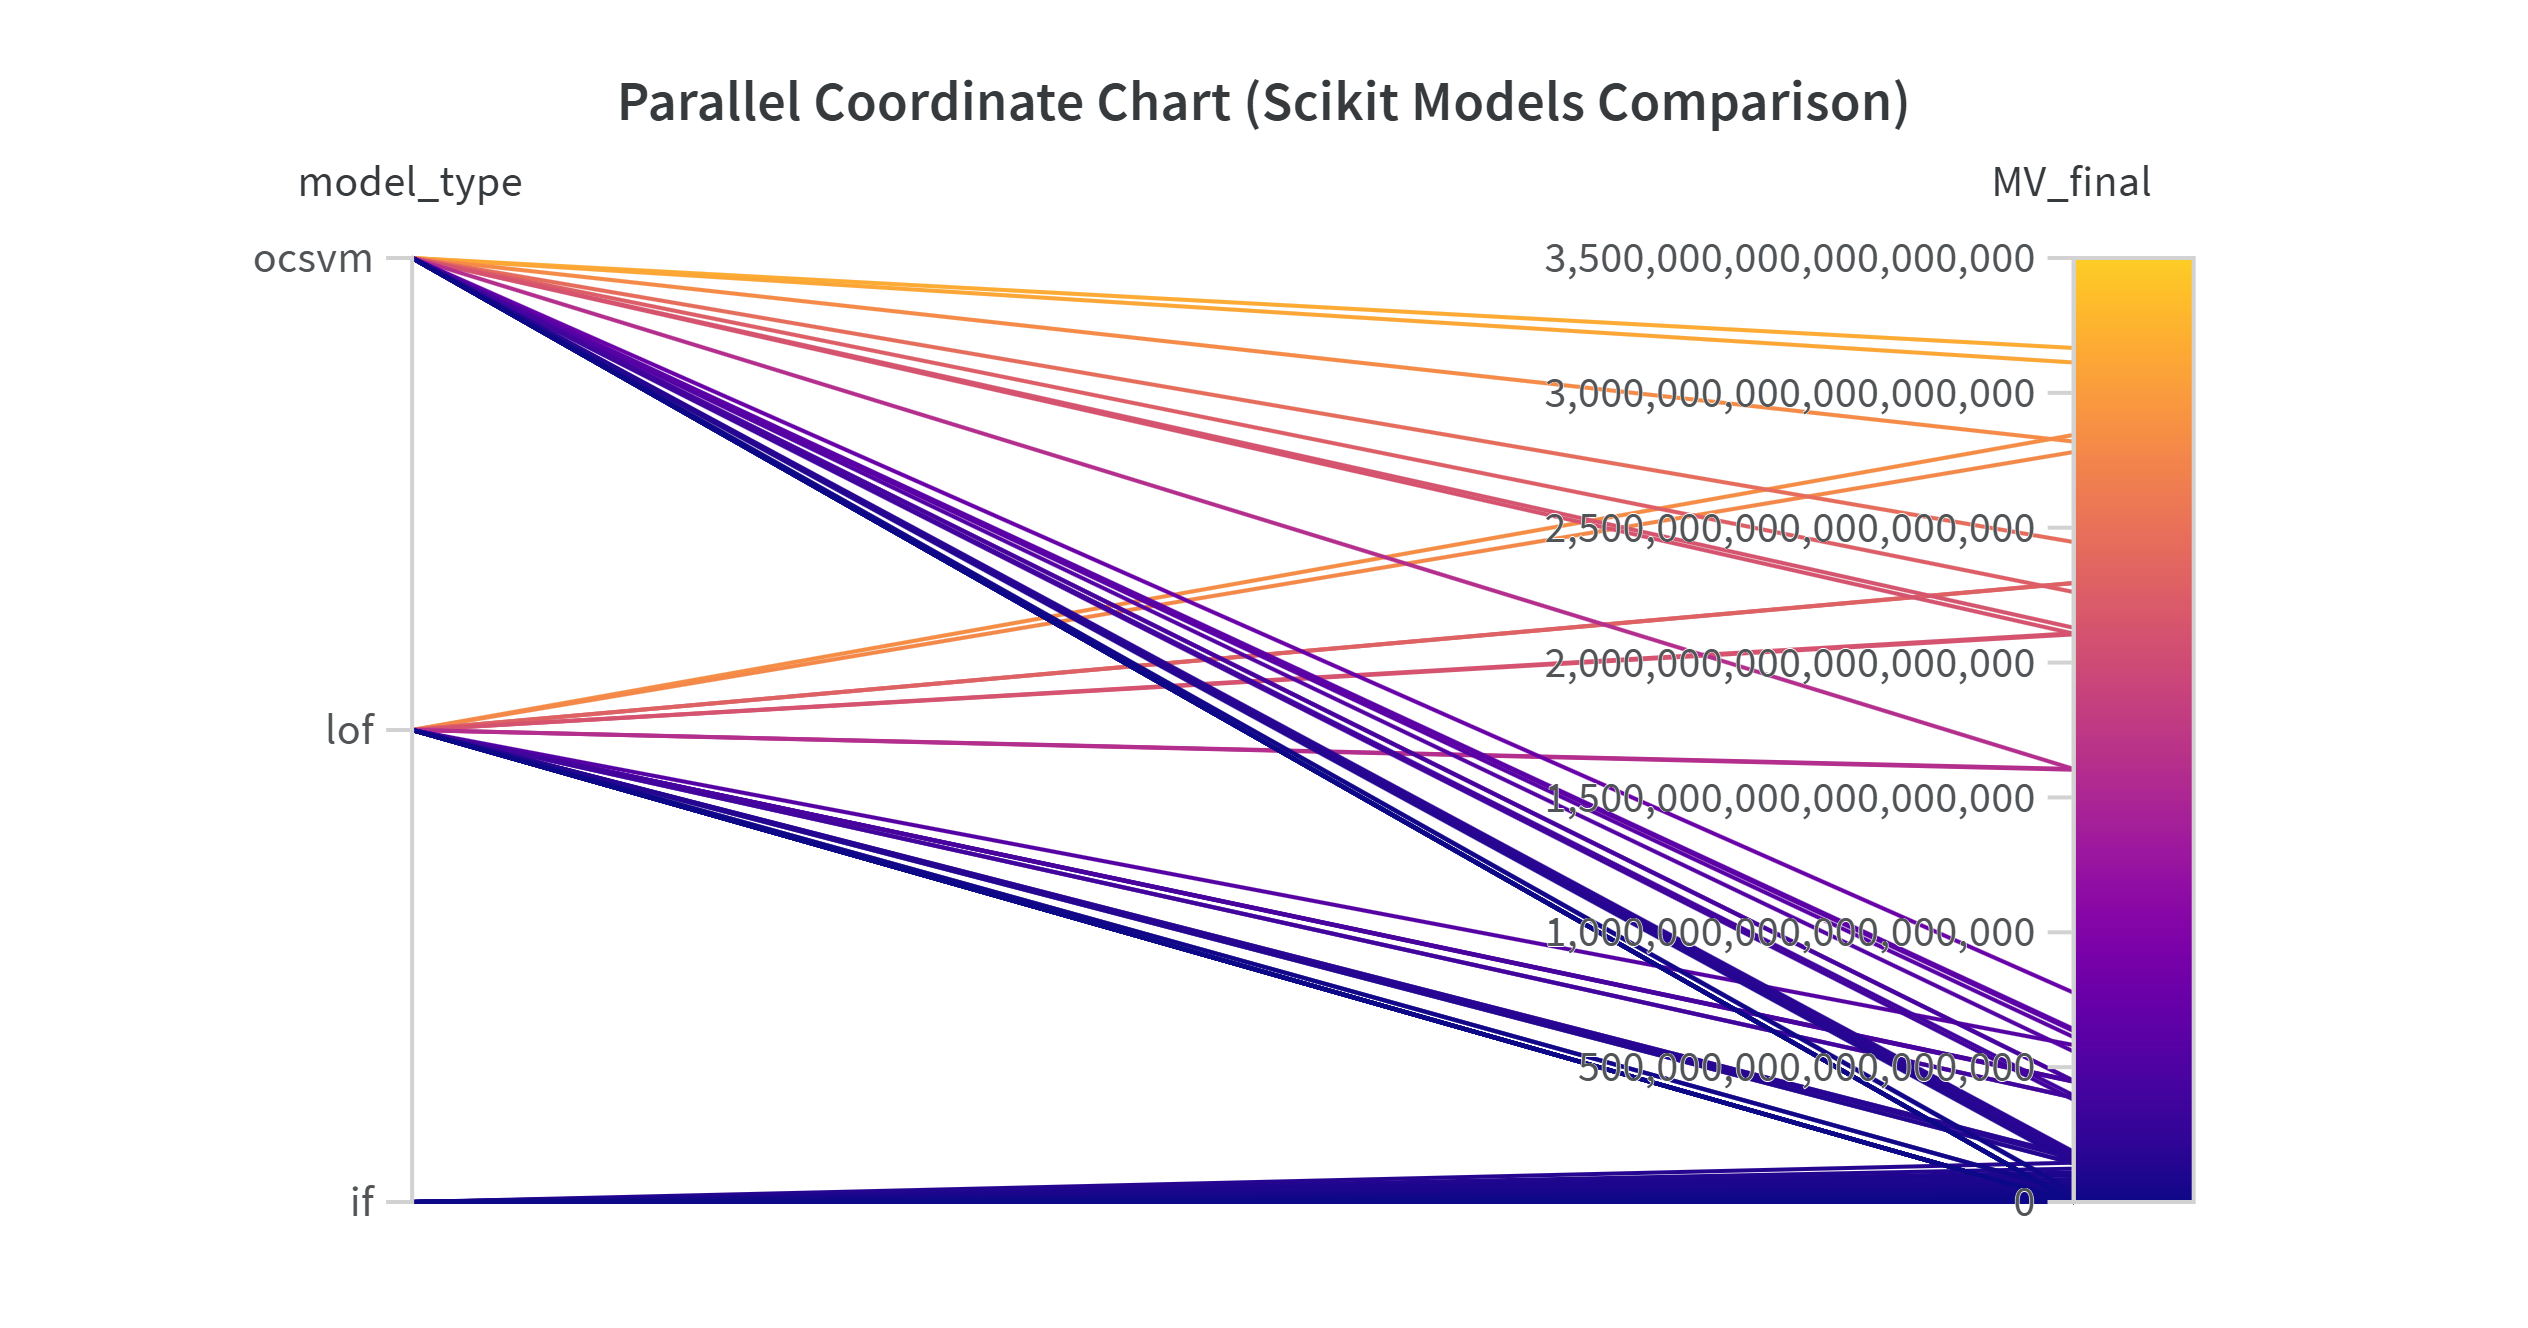 Parallel Coordinate Chart (Scikit Models Comparison)
model_type
MV_final
ocsvm
lof
if
3,500,000,000,000,000,000
3,000,000,000,000,000,000
2,500,000,000,000,000,000
2,000,000,000,000,000,000
1,500,000,000,000,000,000
1,000,000,000,000,000,000
500,000,000,000,000,000
0